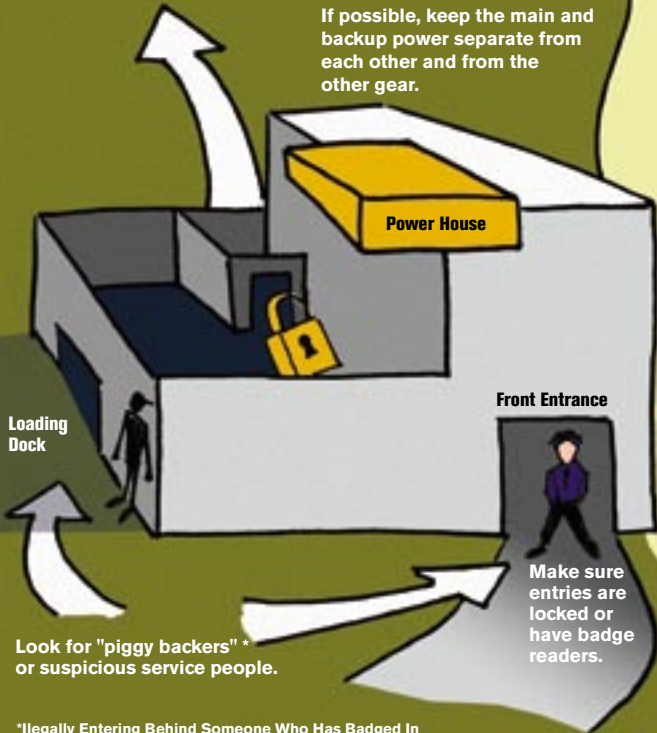 If possible, keep the main and
backup power separate from
each other and from the
other gear.
Power House
Front Entrance
Loading
Dock
Make sure
entries are
locked or
have badge
readers.
Look for "piggy backers" *
or suspicious service people.
*Ilegally Entering Behind Someone Who Has Badged In